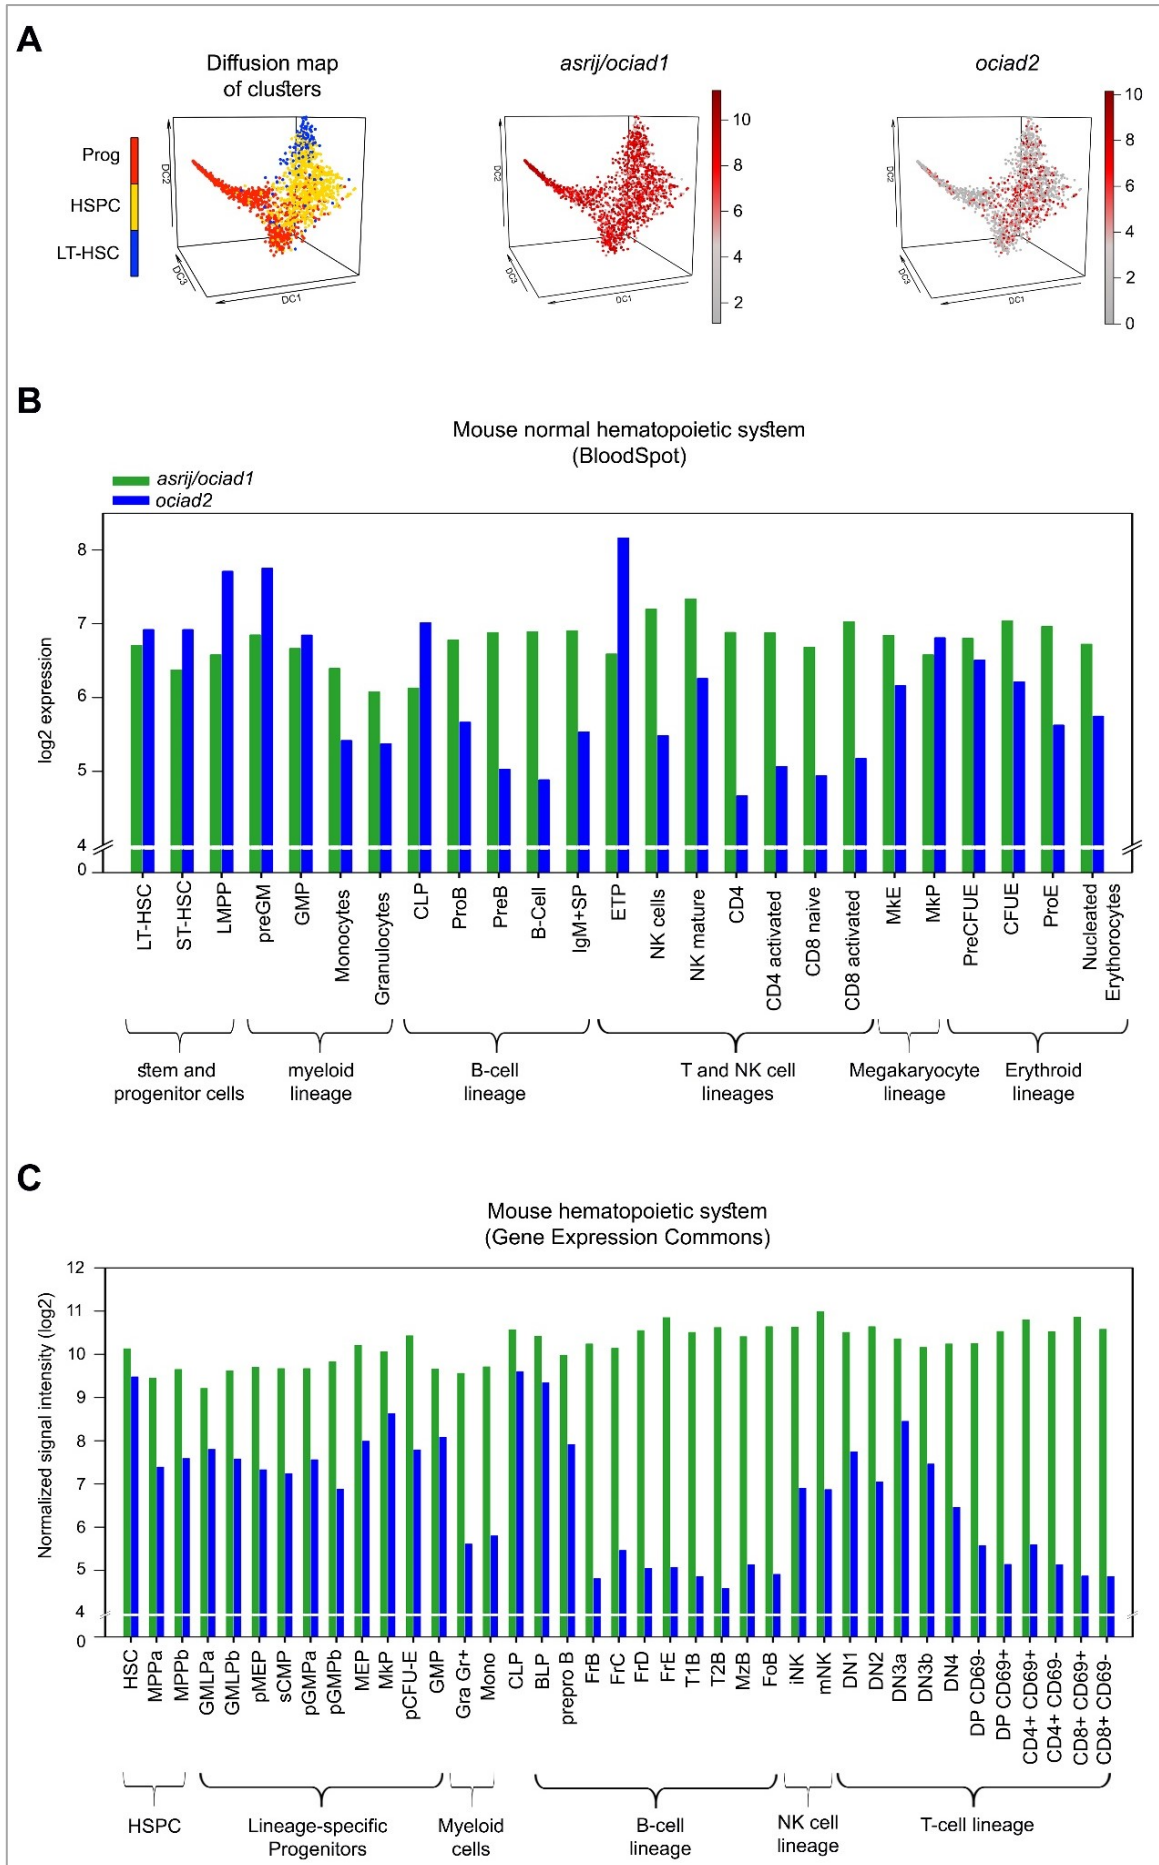 A
Diffusion map
of clusters
asrij/ociad1
ociad2
Prog
HSPC
LT-HSC
DC2
DC3
DC1
DC2
DC3
DC1
10
8
6
4
2
DC2
DC3
DC1
10
8
6
4
2
0
B
Mouse normal hematopoietic system
(BloodSpot)
asrij/ociad1
ociad2
log2 expression
8
7
6
5
4
0
LT-HSC
ST-HSC
LMPP
preGM
GMP
Monocytes
Granulocytes
CLP
ProB
PreB
B-Cell
IgM+SP
ETP
NK cells
NK mature
CD4
CD4 activated
CD8 naive
CD8 activated
MkE
MkP
PreCFUE
CFUE
ProE
Nucleated
Erythorocytes
stem and
progenitor cells
myeloid
lineage
B-cell
lineage
T and NK cell
lineages
Megakaryocyte
lineage
Erythroid
lineage
C
Mouse hematopoietic system
(Gene Expression Commons)
Normalized signal intensity (log2)
12
11
10
9
8
7
6
5
4
0
HSC
MPPa
MPPb
GMLPa
GMLPb
pMEP
sCMP
pGMPa
pGMPb
MEP
MkP
pCFU-E
GMP
Gra Gr+
Mono
CLP
BLP
prepro B
FrB
FrC
FrD
FrE
T1B
T2B
MzB
FoB
iNK
mNK
DN1
DN2
DN3a
DN3b
DN4
DP CD69-
DP CD69+
CD4+ CD69+
CD4+ CD69-
CD8+ CD69+
CD8+ CD69-
HSPC
Lineage-specific
Progenitors
Myeloid
cells
B-cell
lineage
NK cell
lineage
T-cell lineage